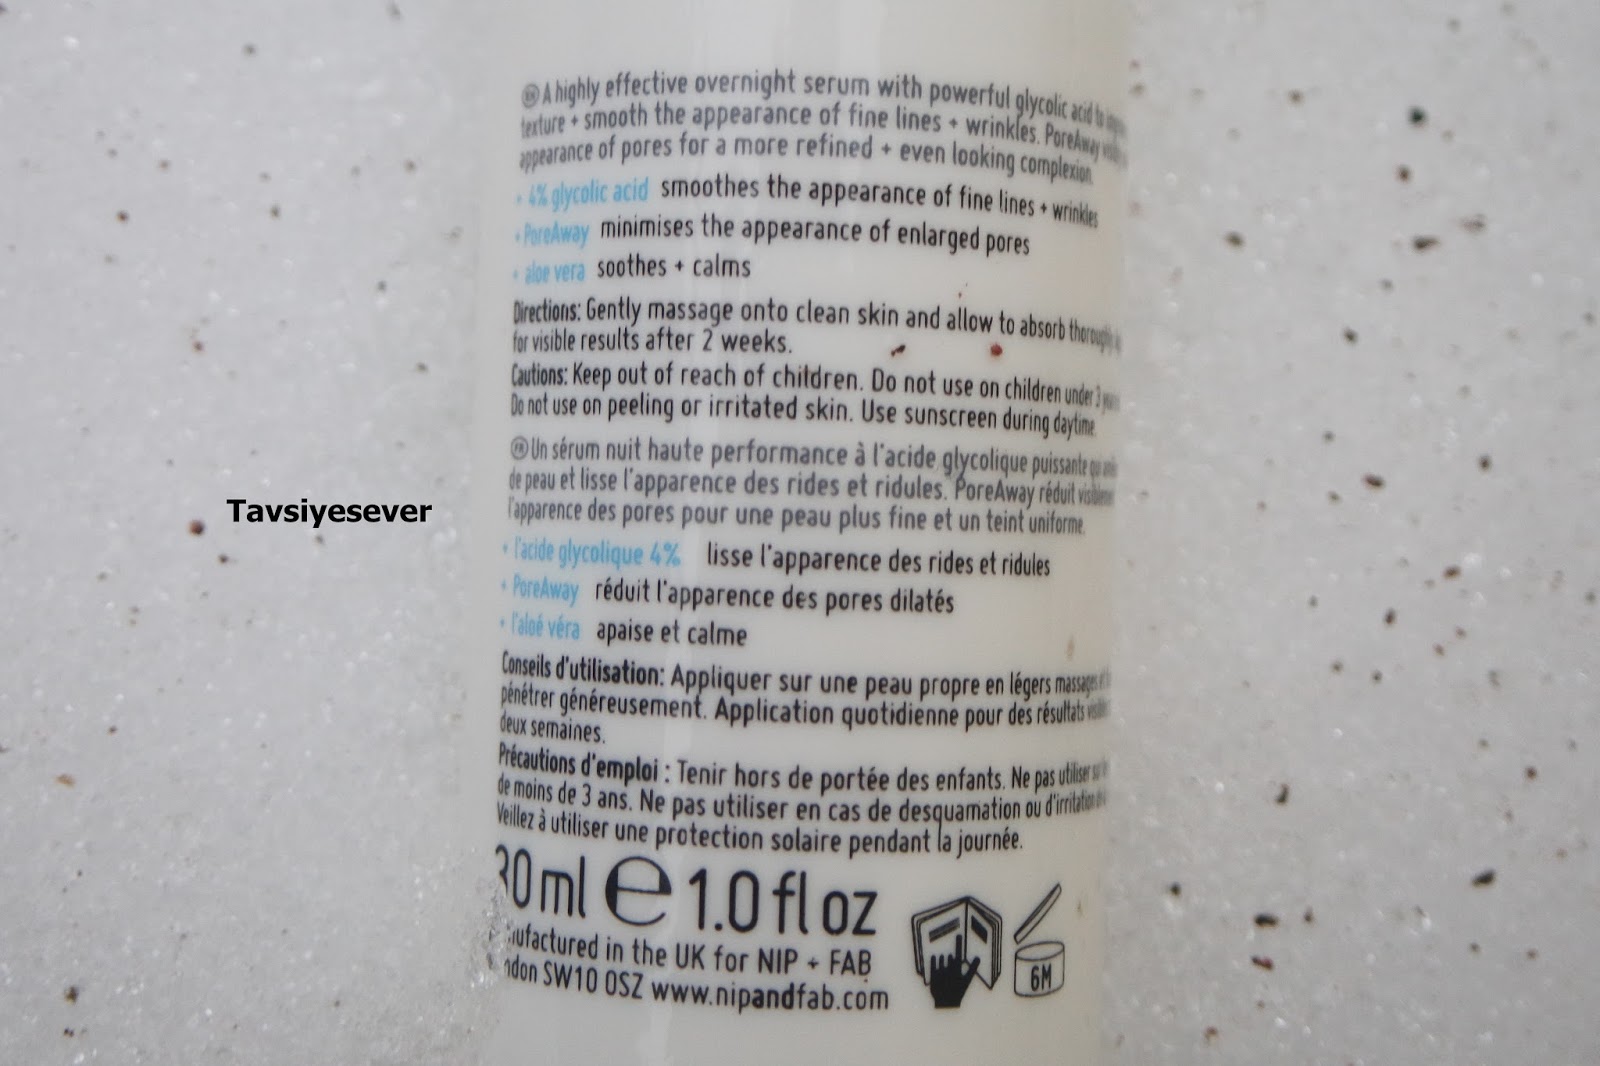 EN A highly effective overnight serum with powerful glycolic acid to
texture + smooth the appearance of fine lines + wrinkles. PoreAway
appearance of pores for a more refined + even looking complexion.
+ 4% glycolic acid smoothes the appearance of fine lines + wrinkles
+ PoreAway minimises the appearance of enlarged pores
+ aloe vera soothes + calms
Directions: Gently massage onto clean skin and allow to absorb
for visible results after 2 weeks.
Cautions: Keep out of reach of children. Do not use on children under 3
Do not use on peeling or irritated skin. Use sunscreen during daytime.
FR Un sérum nuit haute performance à l'acide glycolique puissante
de peau et lisse l'apparence des rides et ridules. PoreAway réduit
l'apparence des pores pour une peau plus fine et un teint uniforme.
+ l'acide glycolique 4% lisse l'apparence des rides et ridules
+ PoreAway réduit l'apparence des pores dilatés
+ l'aloé véra apaise et calme
Conseils d'utilisation: Appliquer sur une peau propre en légers massages
pénétrer généreusement. Application quotidienne pour des résultats
deux semaines.
Précautions d'emploi : Tenir hors de portée des enfants. Ne pas utiliser
de moins de 3 ans. Ne pas utiliser en cas de desquamation ou d'irritation
Veillez à utiliser une protection solaire pendant la journée.
30 ml e 1.0 fl oz
ufactured in the UK for NIP + FAB
ndon SW10 0SZ www.nipandfab.com
6M
Tavsiyesever